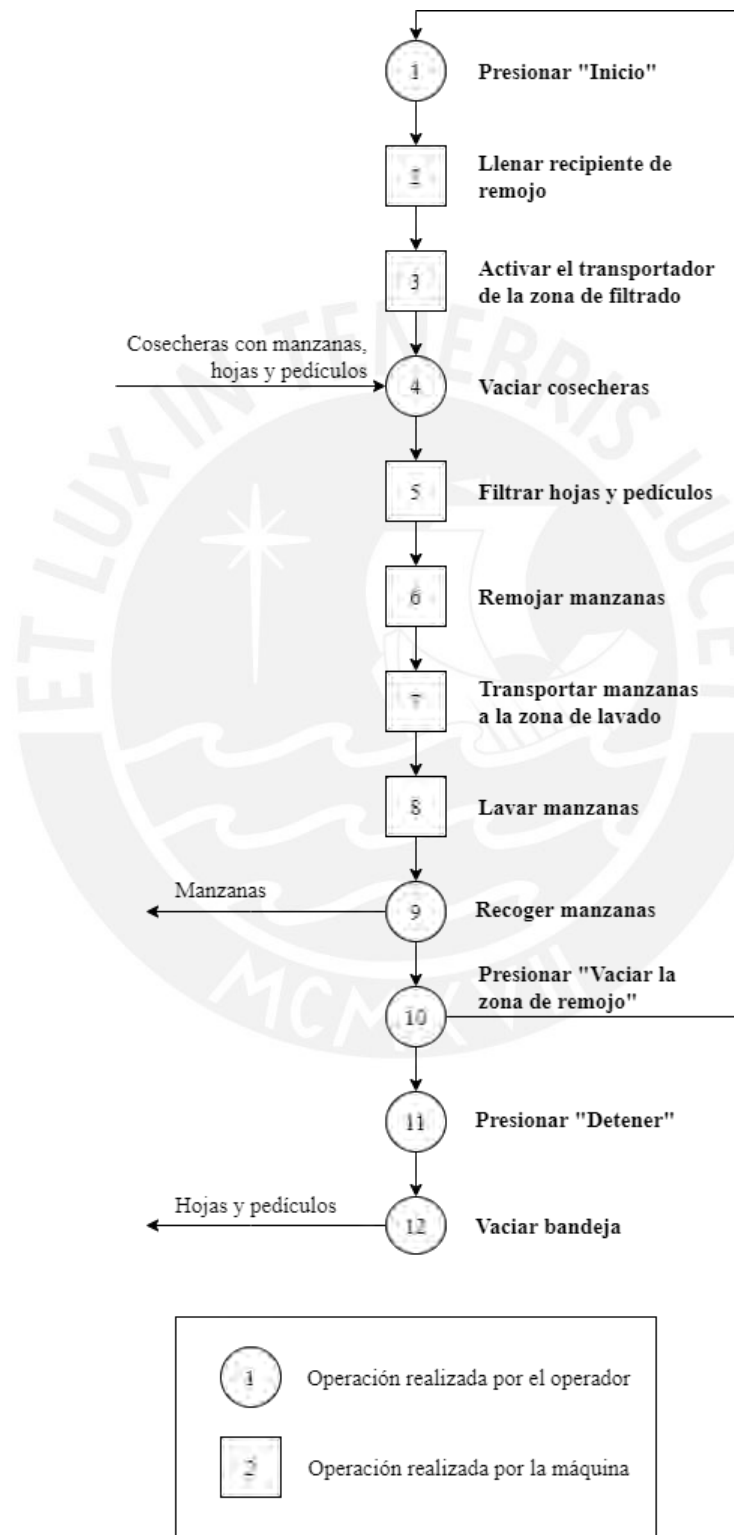 1
Presionar "Inicio"
2
Llenar recipiente de
remojo
3
Activar el transportador
de la zona de filtrado
Cosecheras con manzanas,
hojas y pedículos
4
Vaciar cosecheras
5
Filtrar hojas y pedículos
6
Remojar manzanas
7
Transportar manzanas
a la zona de lavado
8
Lavar manzanas
Manzanas
9
Recoger manzanas
Presionar "Vaciar la
zona de remojo"
10
11
Presionar "Detener"
Hojas y pedículos
12
Vaciar bandeja
1
Operación realizada por el operador
2
Operación realizada por la máquina
ET LUX IN TENEBRIS LUCET
MCMXVII